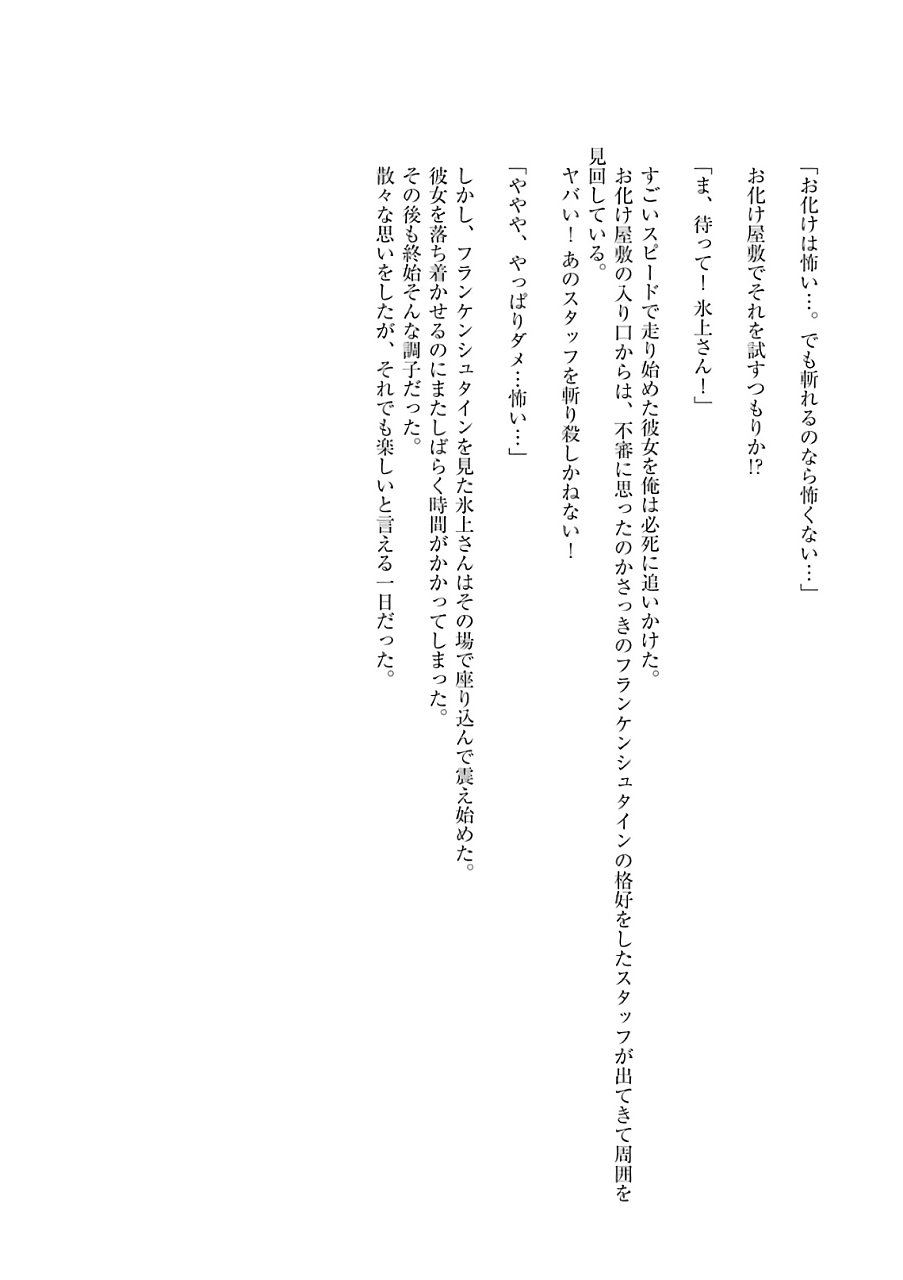 「お化けは怖い…。でも斬れるのなら怖くない…」
お化け屋敷でそれを試すつもりか!?
「ま、待って！氷上さん！」
すごいスピードで走り始めた彼女を俺は必死に追いかけた。
お化け屋敷の入り口からは、不審に思ったのかさっきのフランケンシュタインの格好をしたスタッフが出てきて周囲を
見回している。
ヤバい！あのスタッフを斬り殺しかねない！
「ややや、やっぱりダメ…怖い…」
しかし、フランケンシュタインを見た氷上さんはその場で座り込んで震え始めた。
彼女を落ち着かせるのにまたしばらく時間がかかってしまった。
その後も終始そんな調子だった。
散々な思いをしたが、それでも楽しいと言える一日だった。